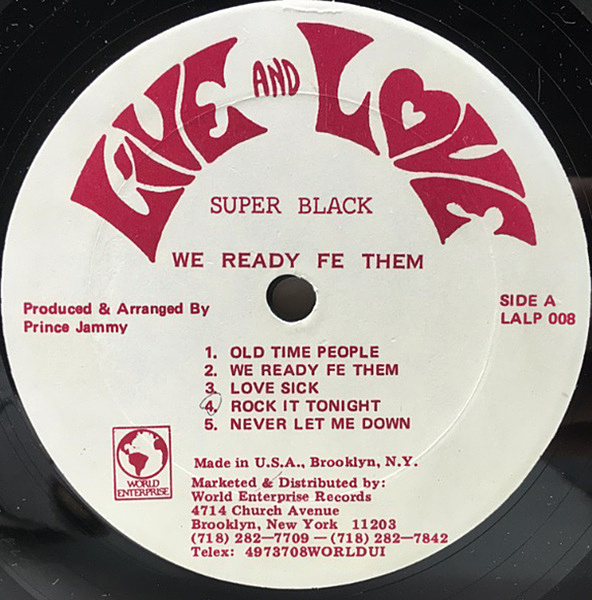 LIVE AND LOVE
SUPER BLACK
WE READY FE THEM
Produced & Arranged By
Prince Jammy
SIDE A
LALP 008
1. OLD TIME PEOPLE
2. WE READY FE THEM
3. LOVE SICK
4. ROCK IT TONIGHT
5. NEVER LET ME DOWN
WORLD
ENTERPRISE
Made in U.S.A., Brooklyn, N.Y.
Marketed & Distributed by:
World Enterprise Records
4714 Church Avenue
Brooklyn, New York 11203
(718) 282—7709 — (718) 282—7842
Telex: 4973708WORLDUI